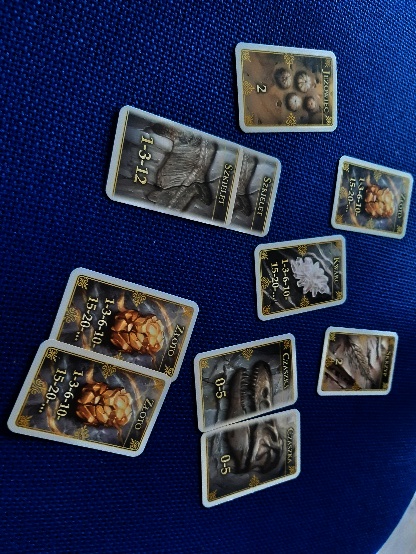 JEŻOWIEC
2
SZKIELET
SZKIELET
1-3-12
ZŁOTO
1-3-6-10-
15-20-...
KWARC
1-3-6-10-
15-20-...
ZŁOTO
1-3-6-10-
15-20-...
ZŁOTO
1-3-6-10-
15-20-...
CZASZKA
0-5
CZASZKA
0-5